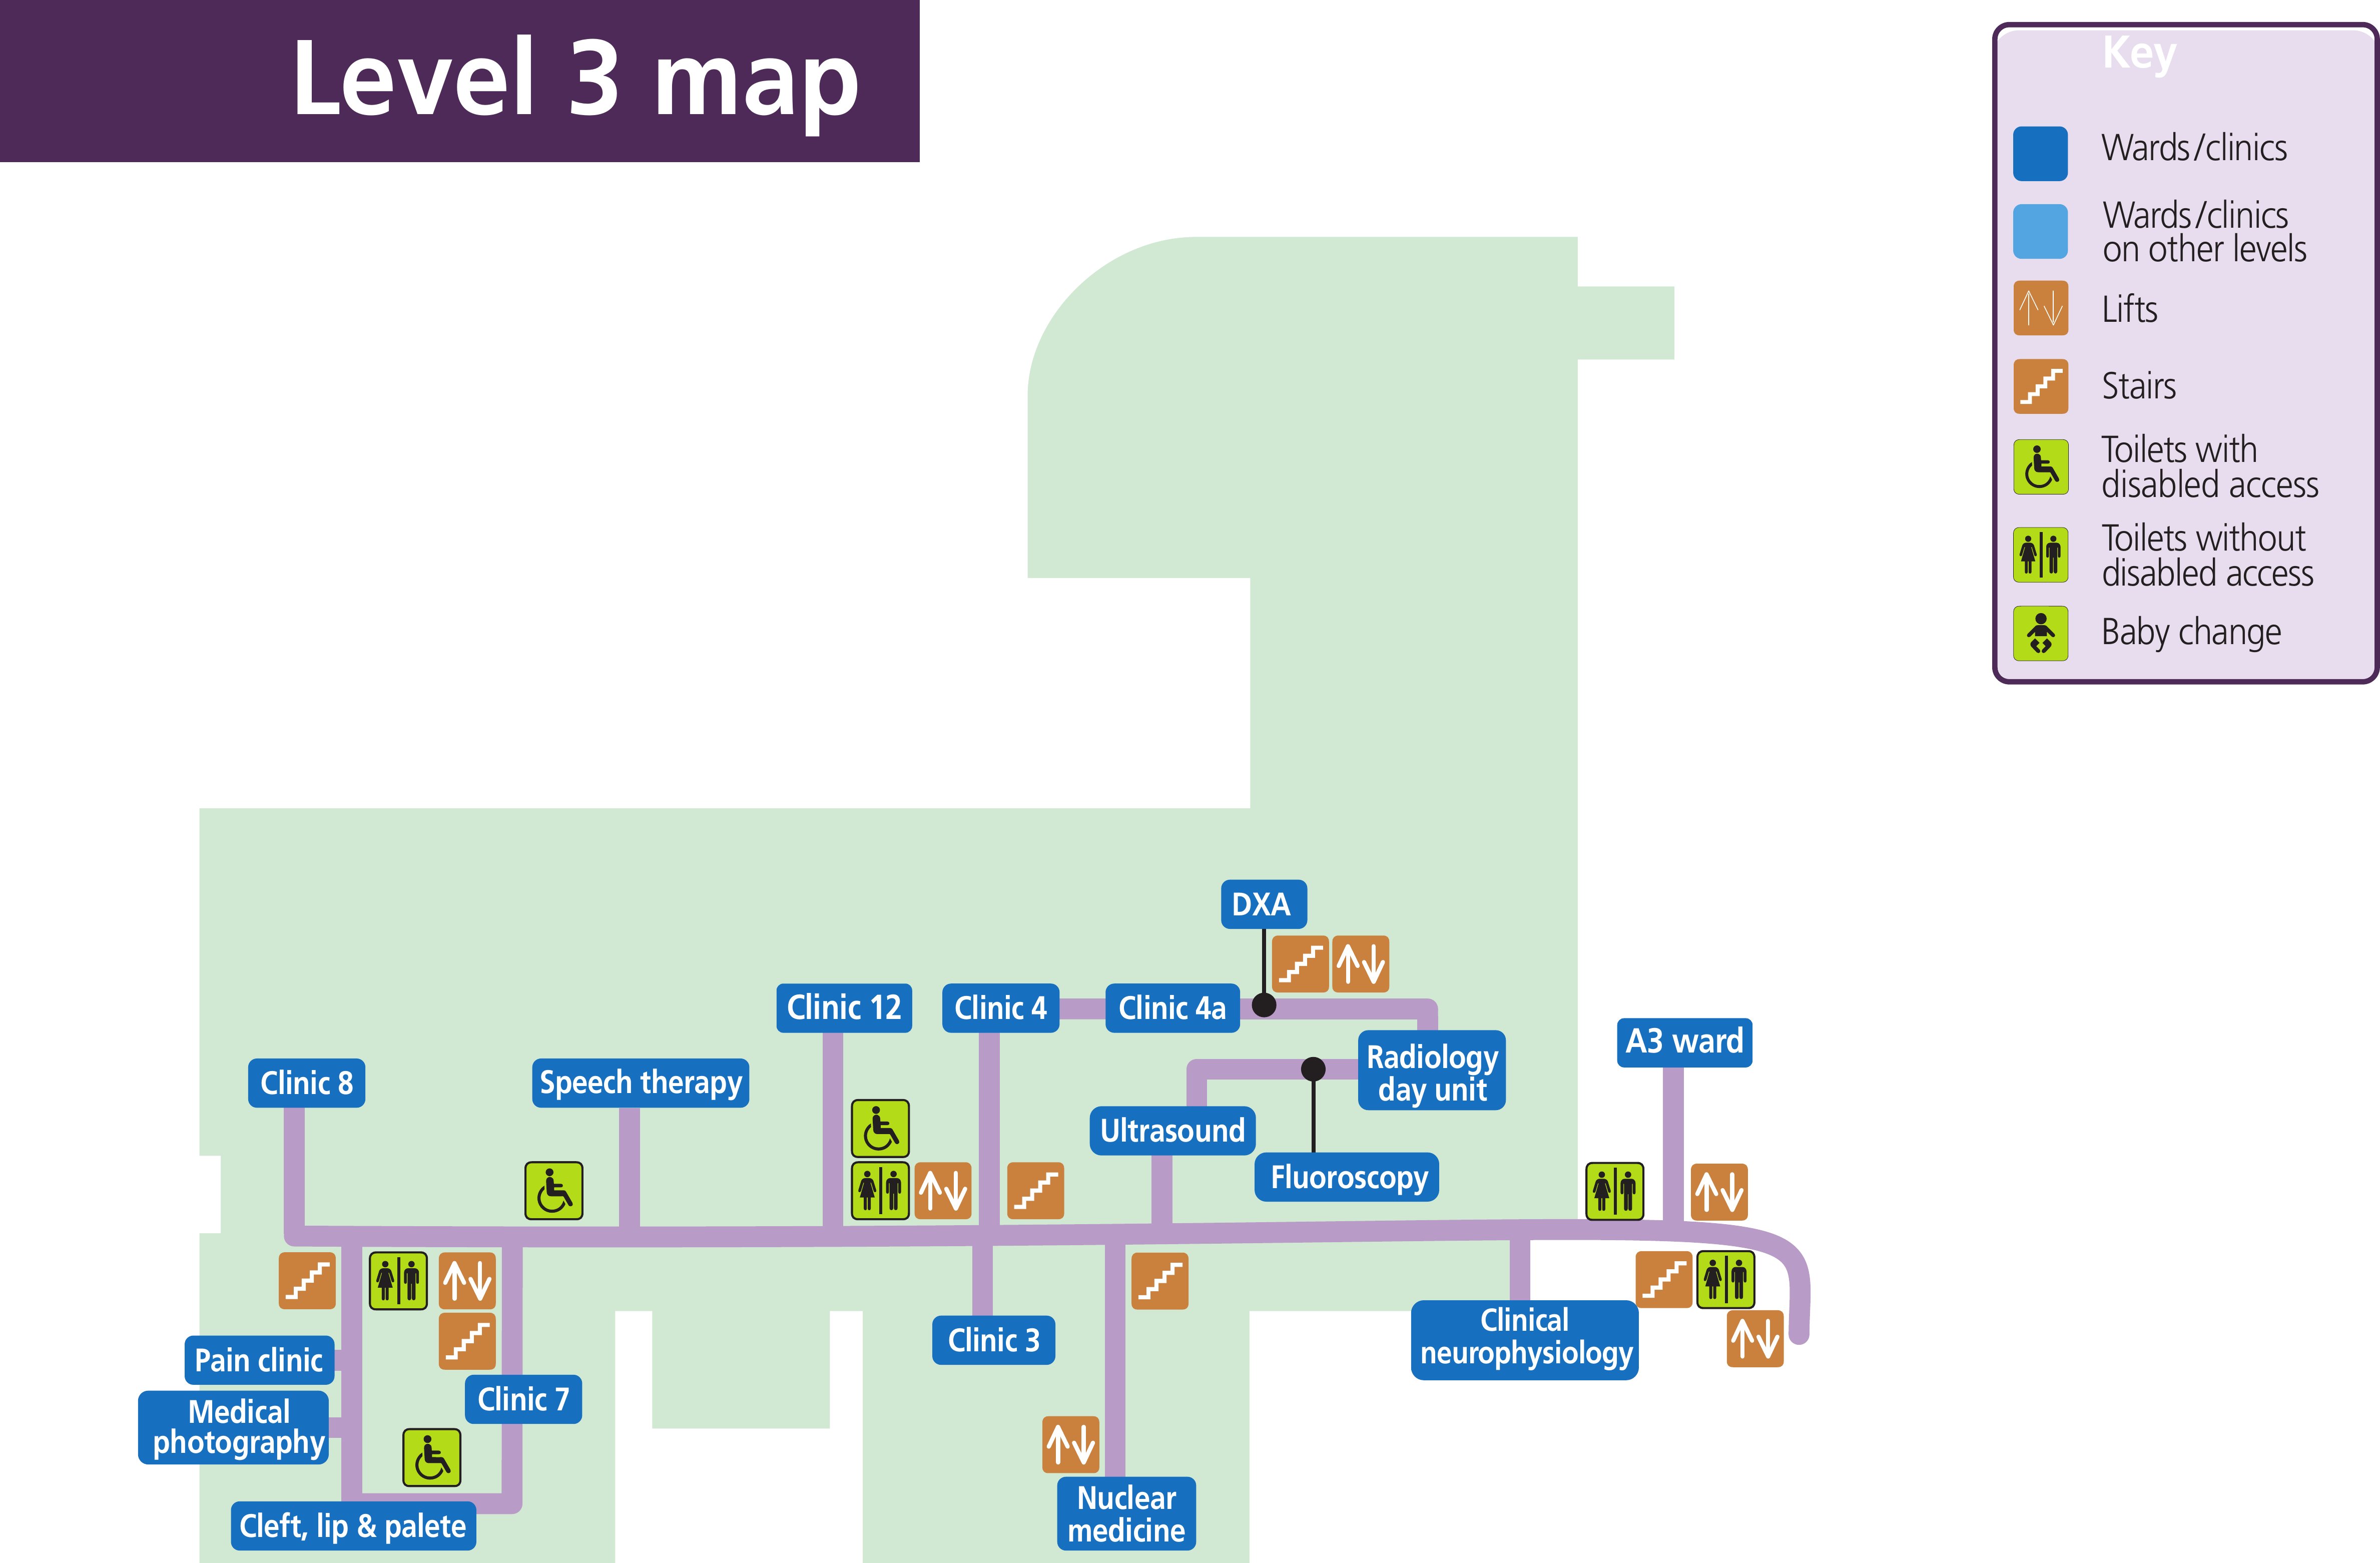 Level 3 map
Key
Wards/clinics
Wards/clinics
on other levels
Lifts
Stairs
Toilets with
disabled access
Toilets without
disabled access
Baby change
DXA
Clinic 12
Clinic 4
Clinic 4a
A3 ward
Radiology
day unit
Clinic 8
Speech therapy
Ultrasound
Fluoroscopy
Pain clinic
Clinic 3
Clinical
neurophysiology
Medical
photography
Clinic 7
Cleft, lip & palete
Nuclear
medicine